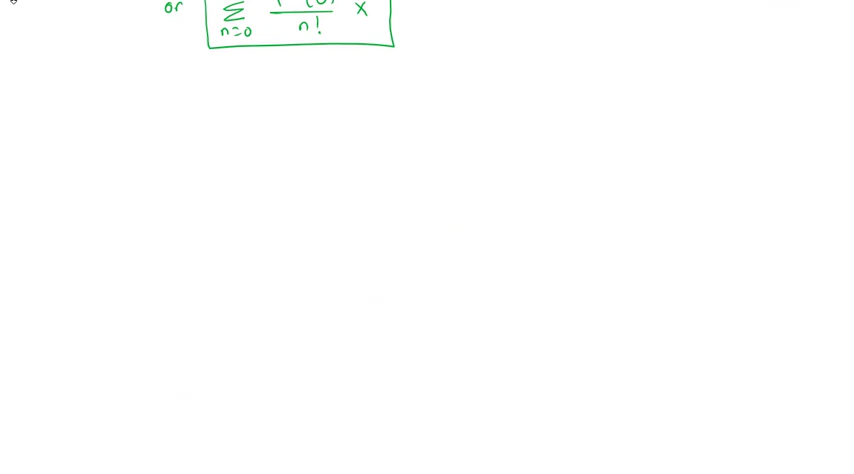 or Σ x
n=0 n!